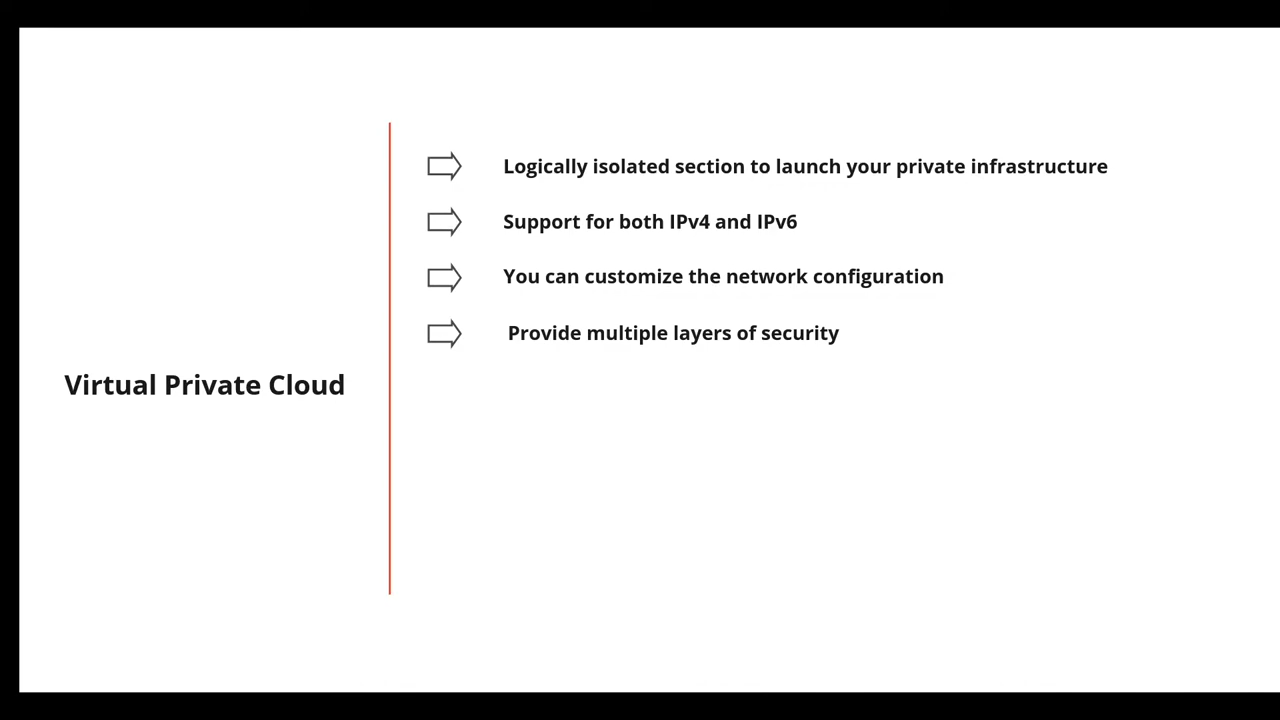 Logically isolated section to launch your private infrastructure
Support for both IPv4 and IPv6
You can customize the network configuration
Provide multiple layers of security
Virtual Private Cloud